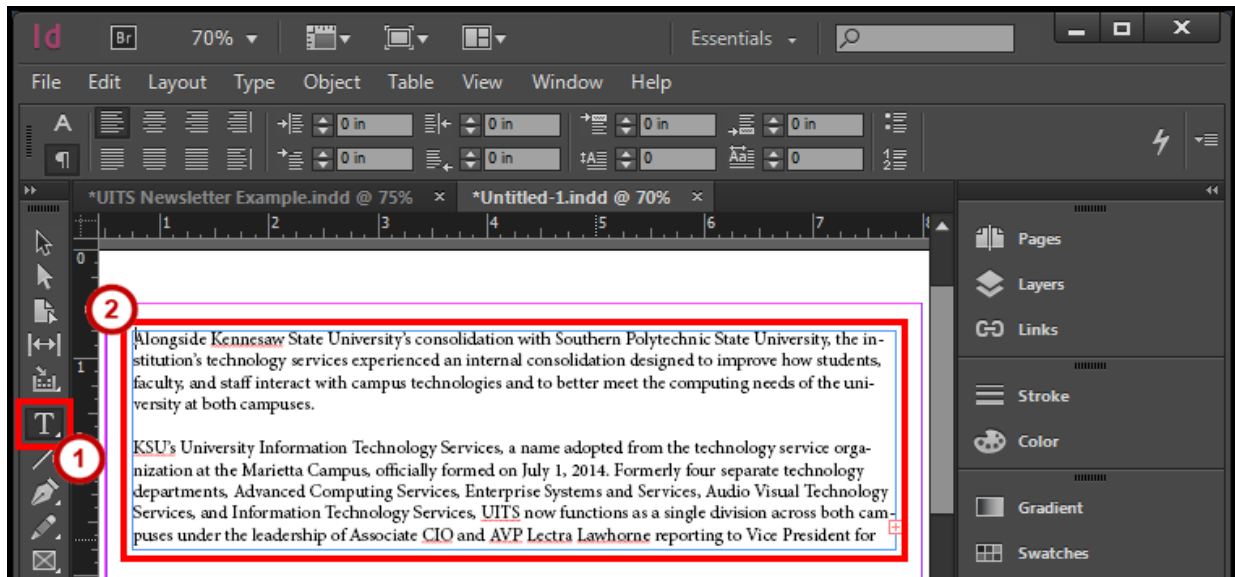 Id Br 70% Essentials
File Edit Layout Type Object Table View Window Help
A 0 in 0 in 0 in 0 in
¶ 0 in 0 in 0 0
*UITS Newsletter Example.indd @ 75% × *Untitled-1.indd @ 70% ×
1 2 3 4 5 6 7 8
0
1
2
Alongside Kennesaw State University's consolidation with Southern Polytechnic State University, the in-
stitution's technology services experienced an internal consolidation designed to improve how students,
faculty, and staff interact with campus technologies and to better meet the computing needs of the uni-
versity at both campuses.
KSU's University Information Technology Services, a name adopted from the technology service orga-
nization at the Marietta Campus, officially formed on July 1, 2014. Formerly four separate technology
departments, Advanced Computing Services, Enterprise Systems and Services, Audio Visual Technology
Services, and Information Technology Services, UITS now functions as a single division across both cam-
puses under the leadership of Associate CIO and AVP Lectra Lawhorne reporting to Vice President for
T
1
Pages
Layers
Links
Stroke
Color
Gradient
Swatches